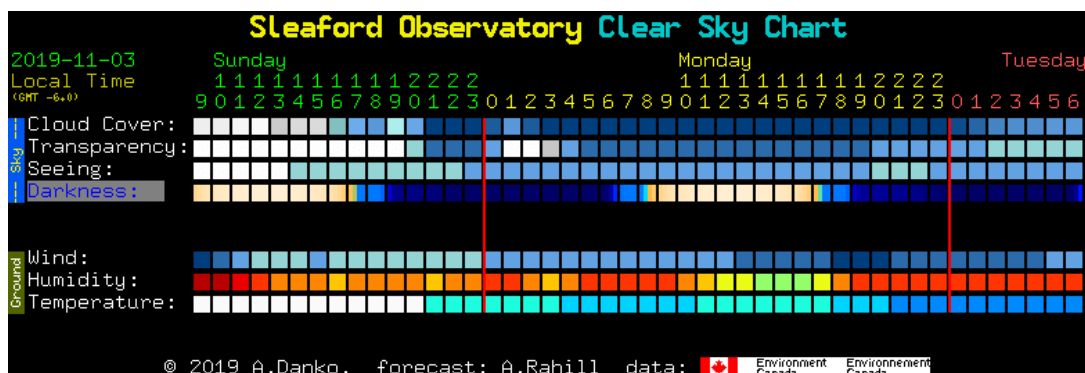 Sleaford Observatory Clear Sky Chart
2019-11-03 Sunday Monday Tuesday
Local Time 1 1 1 1 1 1 1 1 1 1 2 2 2 2 1 1 1 1 1 1 1 1 1 1 2 2 2 2
(GMT -6.0) 9 0 1 2 3 4 5 6 7 8 9 0 1 2 3 0 1 2 3 4 5 6 7 8 9 0 1 2 3 4 5 6 7 8 9 0 1 2 3 0 1 2 3 4 5 6
Sky
Cloud Cover:
Transparency:
Seeing:
Darkness:
Ground
Wind:
Humidity:
Temperature:
© 2019 A.Danko, forecast: A.Rahill data: Environment Environnement
Canada Canada